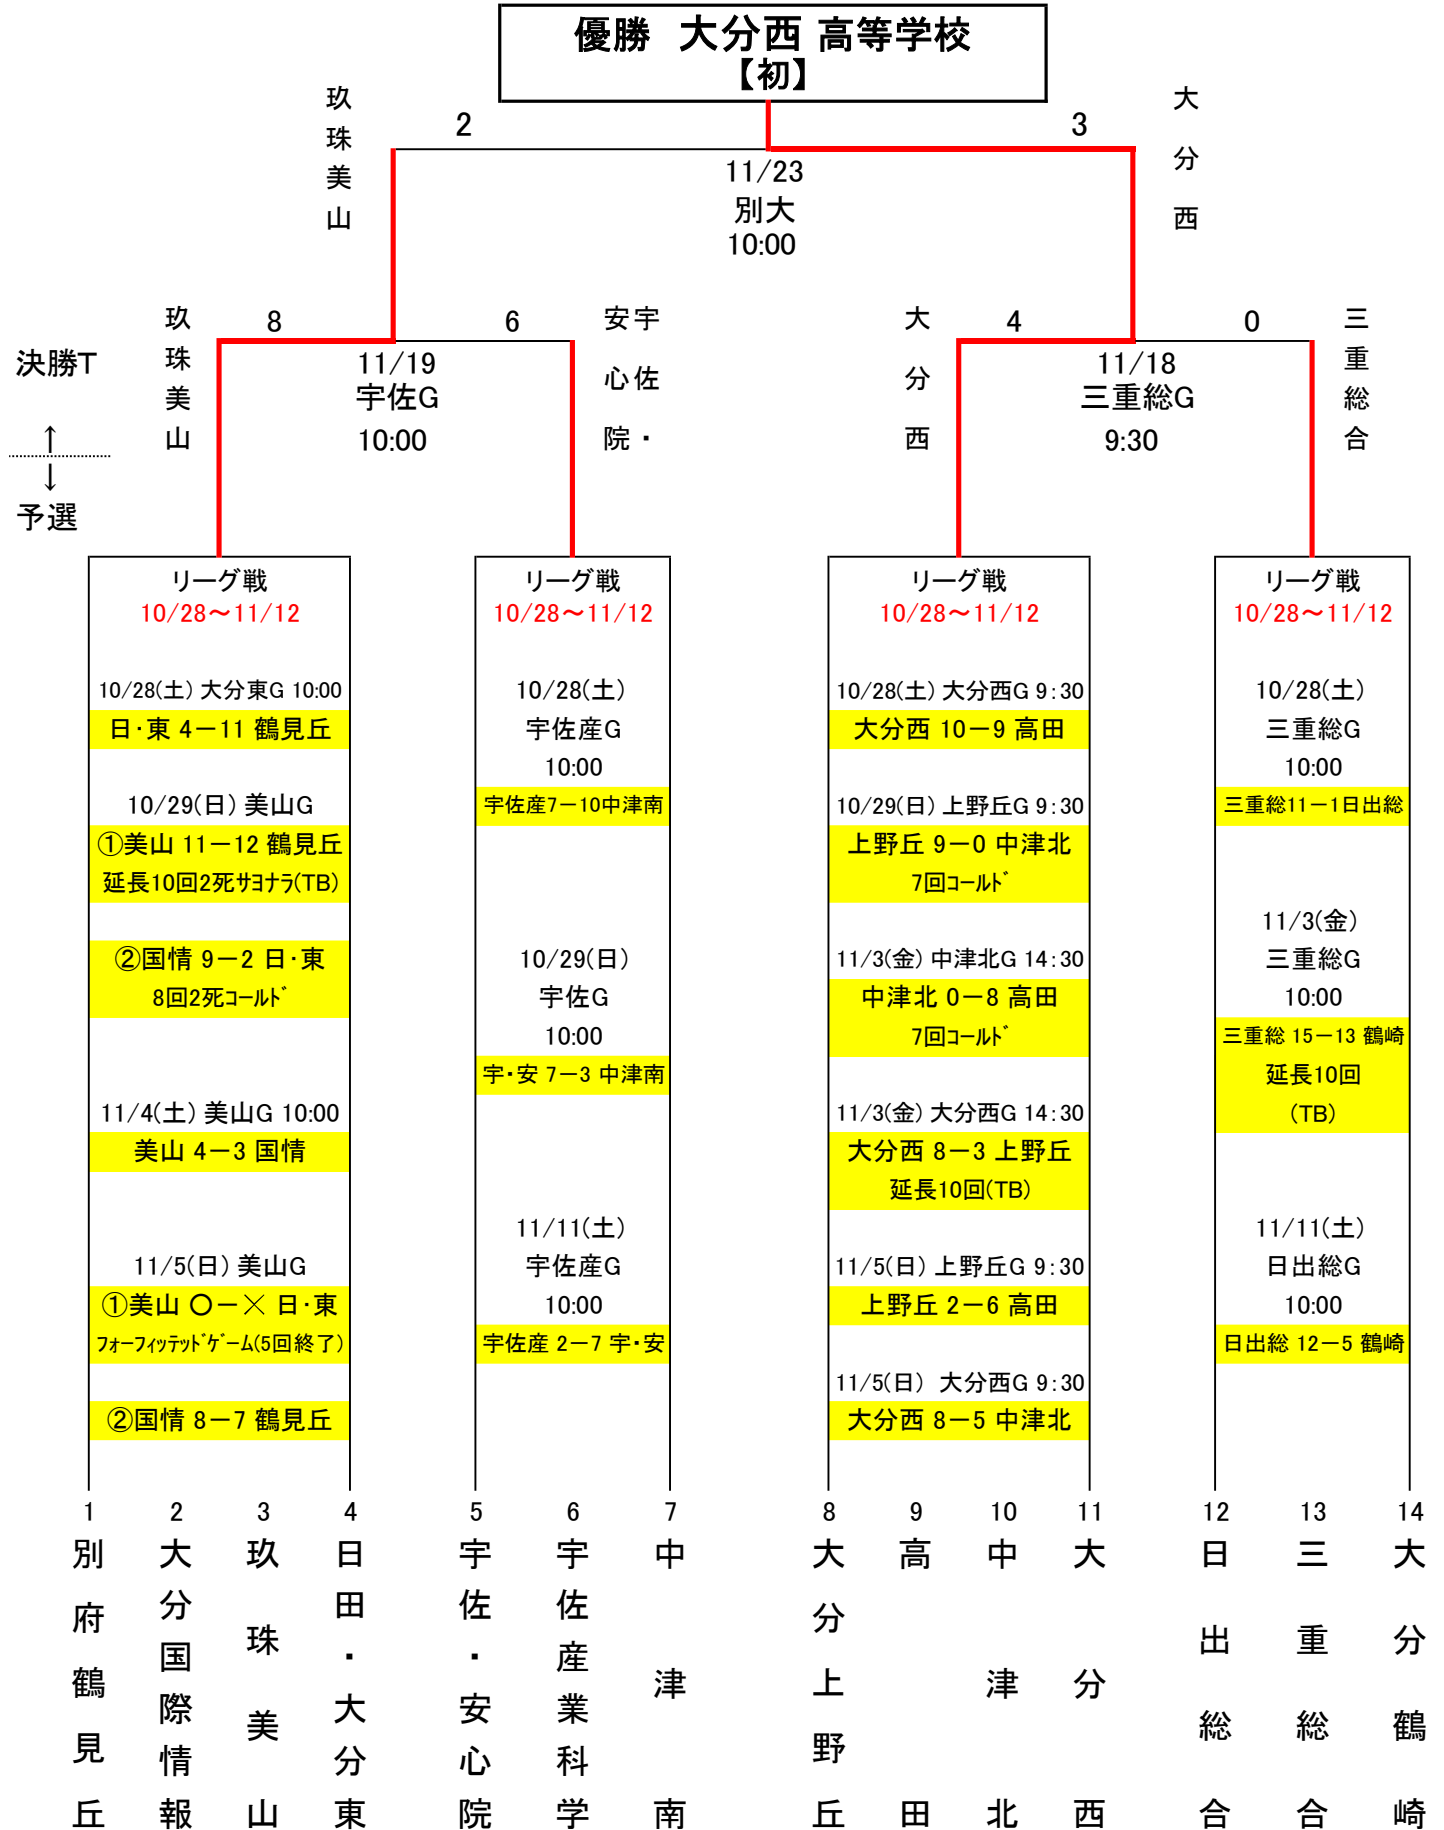 優勝 大分西 高等学校
【初】
玖珠美山
2
3
大分西
11/23
別大
10:00
決勝T
↑
↓
予選
玖珠美山
8
6
宇佐・
安心院
11/19
宇佐G
10:00
大分西
4
0
三重総合
11/18
三重総G
9:30
リーグ戦
10/28～11/12
10/28(土) 大分東G 10:00
日・東 4－11 鶴見丘
10/29(日) 美山G
①美山 11－12 鶴見丘
延長10回2死ｻﾖﾅﾗ(TB)
②国情 9－2 日・東
8回2死ｺｰﾙﾄﾞ
11/4(土) 美山G 10:00
美山 4－3 国情
11/5(日) 美山G
①美山 〇－× 日・東
ﾌｫｰﾌｨｯﾃｯﾄﾞｹﾞｰﾑ(5回終了)
②国情 8－7 鶴見丘
リーグ戦
10/28～11/12
10/28(土)
宇佐産G
10:00
宇佐産7－10中津南
10/29(日)
宇佐G
10:00
宇・安 7－3 中津南
11/11(土)
宇佐産G
10:00
宇佐産 2－7 宇・安
リーグ戦
10/28～11/12
10/28(土) 大分西G 9:30
大分西 10－9 高田
10/29(日) 上野丘G 9:30
上野丘 9－0 中津北
7回ｺｰﾙﾄﾞ
11/3(金) 中津北G 14:30
中津北 0－8 高田
7回ｺｰﾙﾄﾞ
11/3(金) 大分西G 14:30
大分西 8－3 上野丘
延長10回(TB)
11/5(日) 上野丘G 9:30
上野丘 2－6 高田
11/5(日) 大分西G 9:30
大分西 8－5 中津北
リーグ戦
10/28～11/12
10/28(土)
三重総G
10:00
三重総11－1日出総
11/3(金)
三重総G
10:00
三重総 15－13 鶴崎
延長10回
(TB)
11/11(土)
日出総G
10:00
日出総 12－5 鶴崎
1
別府鶴見丘
2
大分国際情報
3
玖珠美山
4
日田・大分東
5
宇佐・安心院
6
宇佐産業科学
7
中津南
8
大分上野丘
9
高田
10
中津北
11
大分西
12
日出総合
13
三重総合
14
大分鶴崎